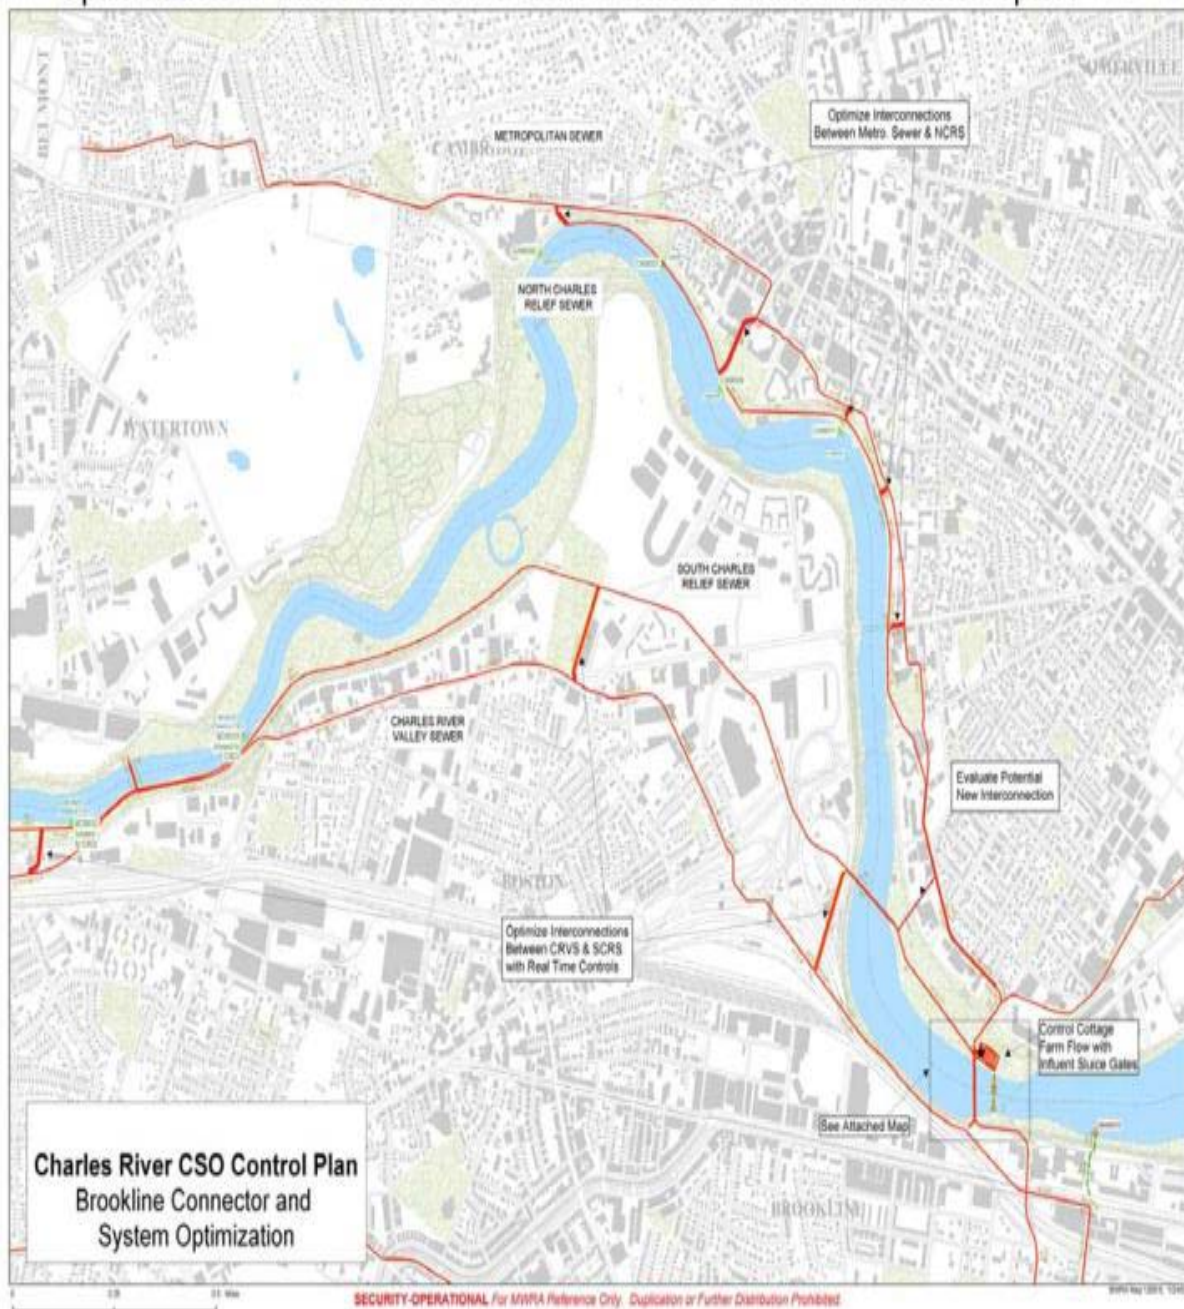 SOMERVILLE
BELMONT
Optimize Interconnections
Between Metro. Sewer & NCRS
METROPOLITAN SEWER
CAMBRIDGE
NORTH CHARLES
RELIEF SEWER
WATERTOWN
SOUTH CHARLES
RELIEF SEWER
CHARLES RIVER
VALLEY SEWER
Evaluate Potential
New Interconnection
BOSTON
Optimize Interconnections
Between CRVS & SCRS
with Real Time Controls
Control Cottage
Farm Flow with
Influent Sluice Gates
See Attached Map
Charles River CSO Control Plan
Brookline Connector and
System Optimization
BROOKLINE
SECURITY-OPERATIONAL For MWRA Reference Only. Duplication or Further Distribution Prohibited.